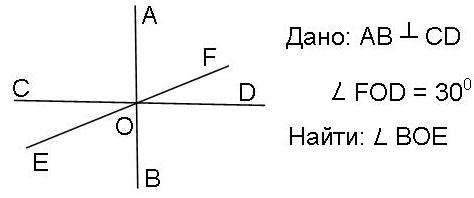 A
F
C
D
O
E
B
Дано: AB ⊥ CD
∠ FOD = 30⁰
Найти: ∠ BOE